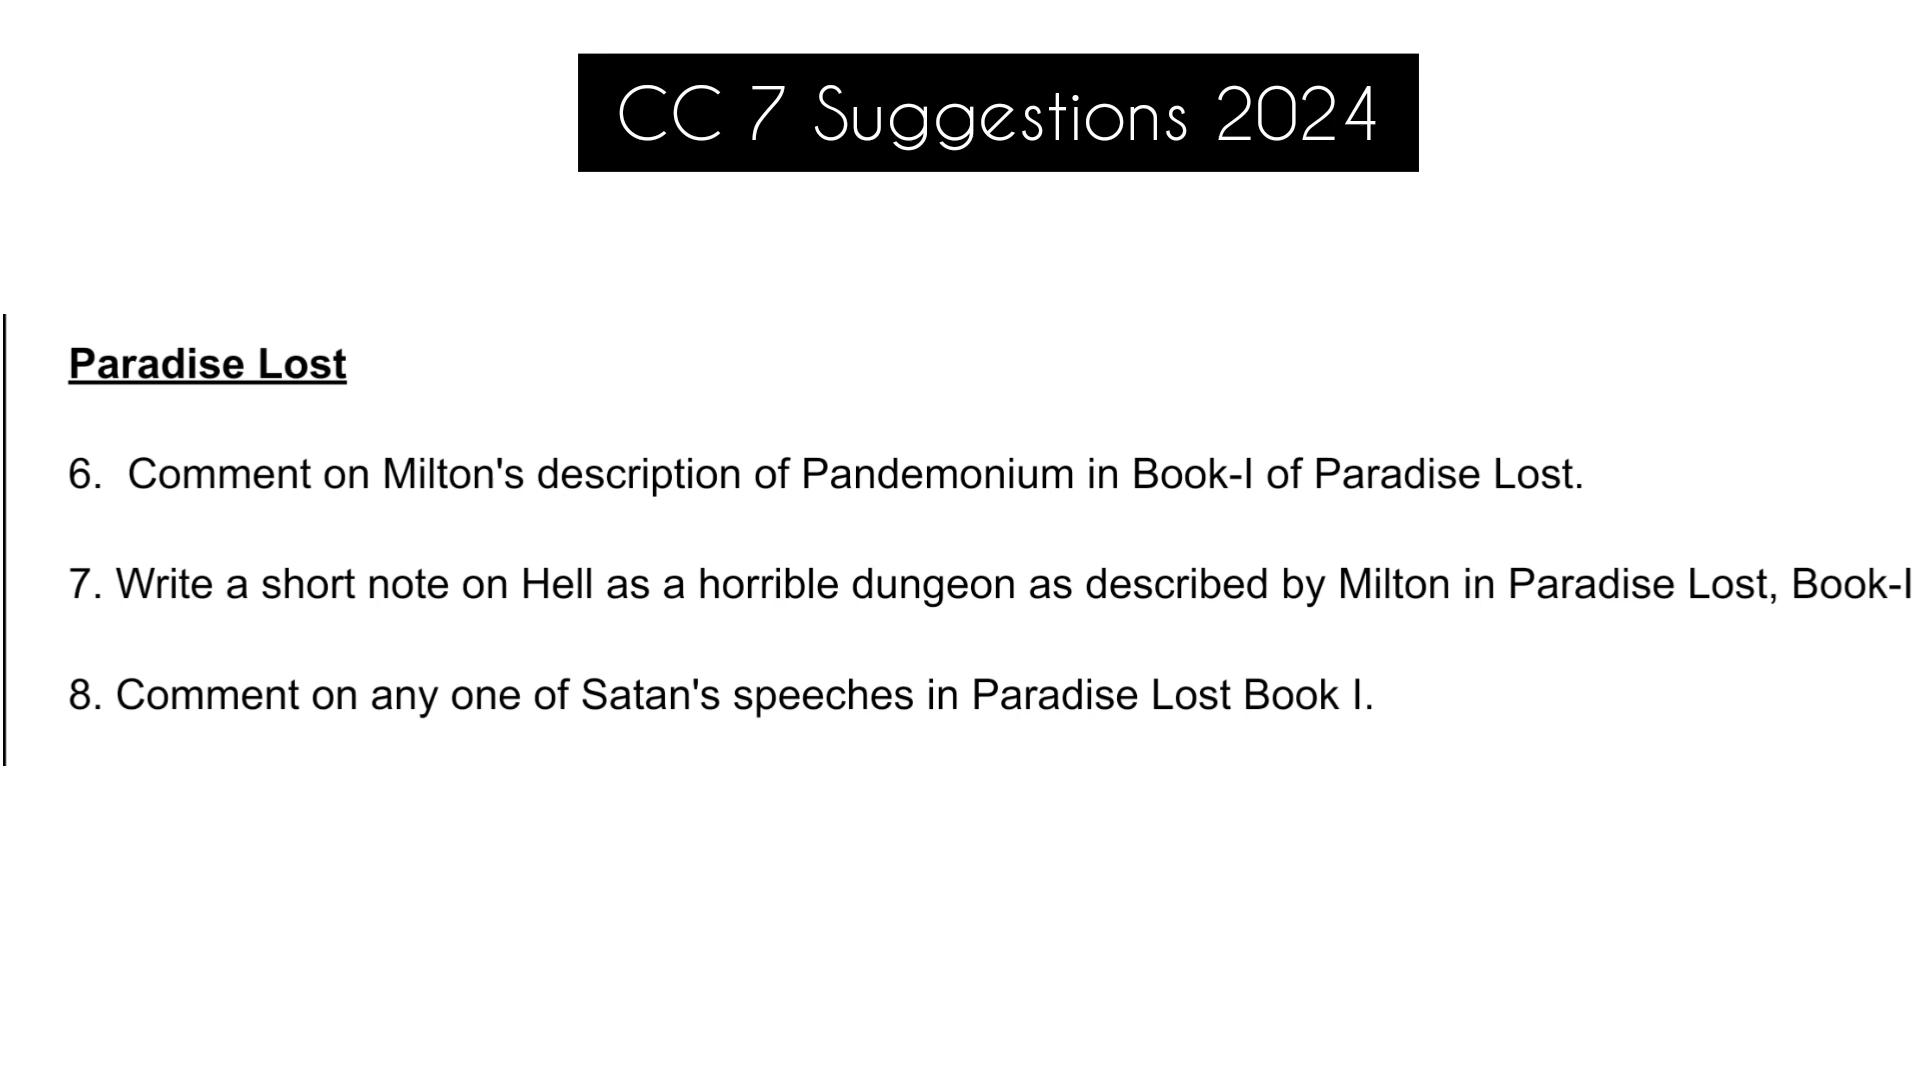 CC 7 Suggestions 2024
Paradise Lost
6. Comment on Milton's description of Pandemonium in Book-I of Paradise Lost.
7. Write a short note on Hell as a horrible dungeon as described by Milton in Paradise Lost, Book-I
8. Comment on any one of Satan's speeches in Paradise Lost Book I.